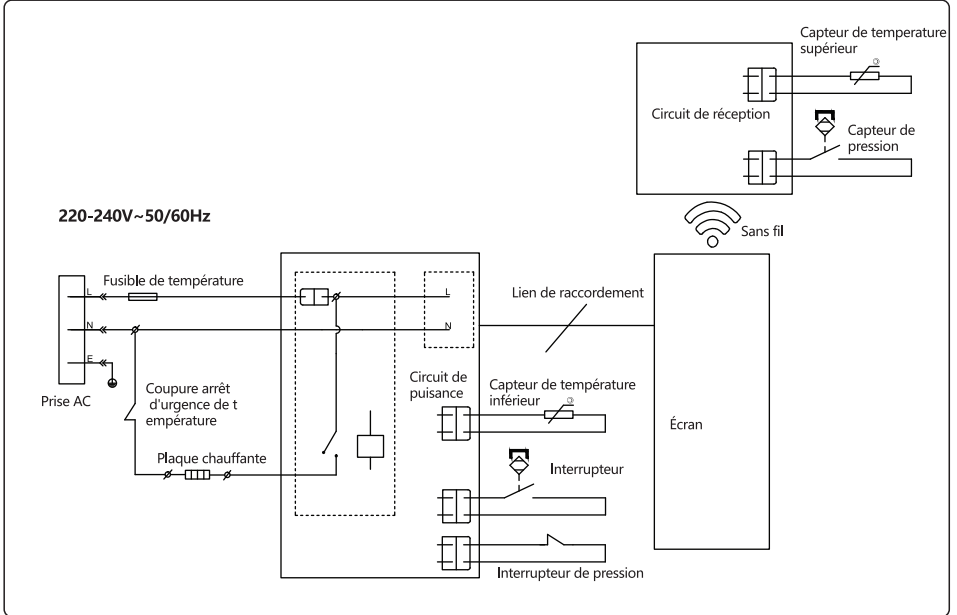 Capteur de temperature
supérieur
Circuit de réception
Capteur de
pression
220-240V~50/60Hz
Sans fil
Fusible de température
L
L
Lien de raccordement
N
N
E
Prise AC
Coupure arrêt
d'urgence de t
empérature
Circuit de
puisance
Capteur de température
inférieur
Écran
Plaque chauffante
Interrupteur
Interrupteur de pression